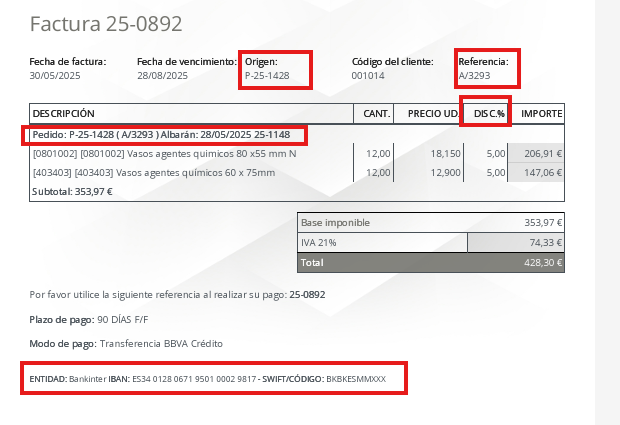 Factura 25-0892
Fecha de factura: Fecha de vencimiento: Origen: Código del cliente: Referencia:
30/05/2025 28/08/2025 P-25-1428 001014 A/3293
DESCRIPCIÓN CANT. PRECIO UD. DISC.% IMPORTE
Pedido: P-25-1428 ( A/3293 ) Albarán: 28/05/2025 25-1148
[0801002] [0801002] Vasos agentes quimicos 80 x55 mm N 12,00 18,150 5,00 206,91 €
[403403] [403403] Vasos agentes químicos 60 x 75mm 12,00 12,900 5,00 147,06 €
Subtotal: 353,97 €
Base imponible 353,97 €
IVA 21% 74,33 €
Total 428,30 €
Por favor utilice la siguiente referencia al realizar su pago: 25-0892
Plazo de pago: 90 DÍAS F/F
Modo de pago: Transferencia BBVA Crédito
ENTIDAD: Bankinter IBAN: ES34 0128 0671 9501 0002 9817 - SWIFT/CÓDIGO: BKBKESMMXXX